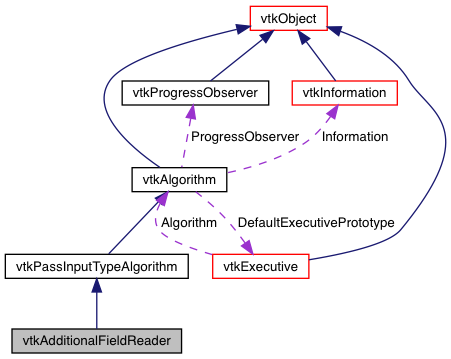 vtkObject
vtkProgressObserver
vtkInformation
ProgressObserver
Information
vtkAlgorithm
Algorithm
DefaultExecutivePrototype
vtkPassInputTypeAlgorithm
vtkExecutive
vtkAdditionalFieldReader